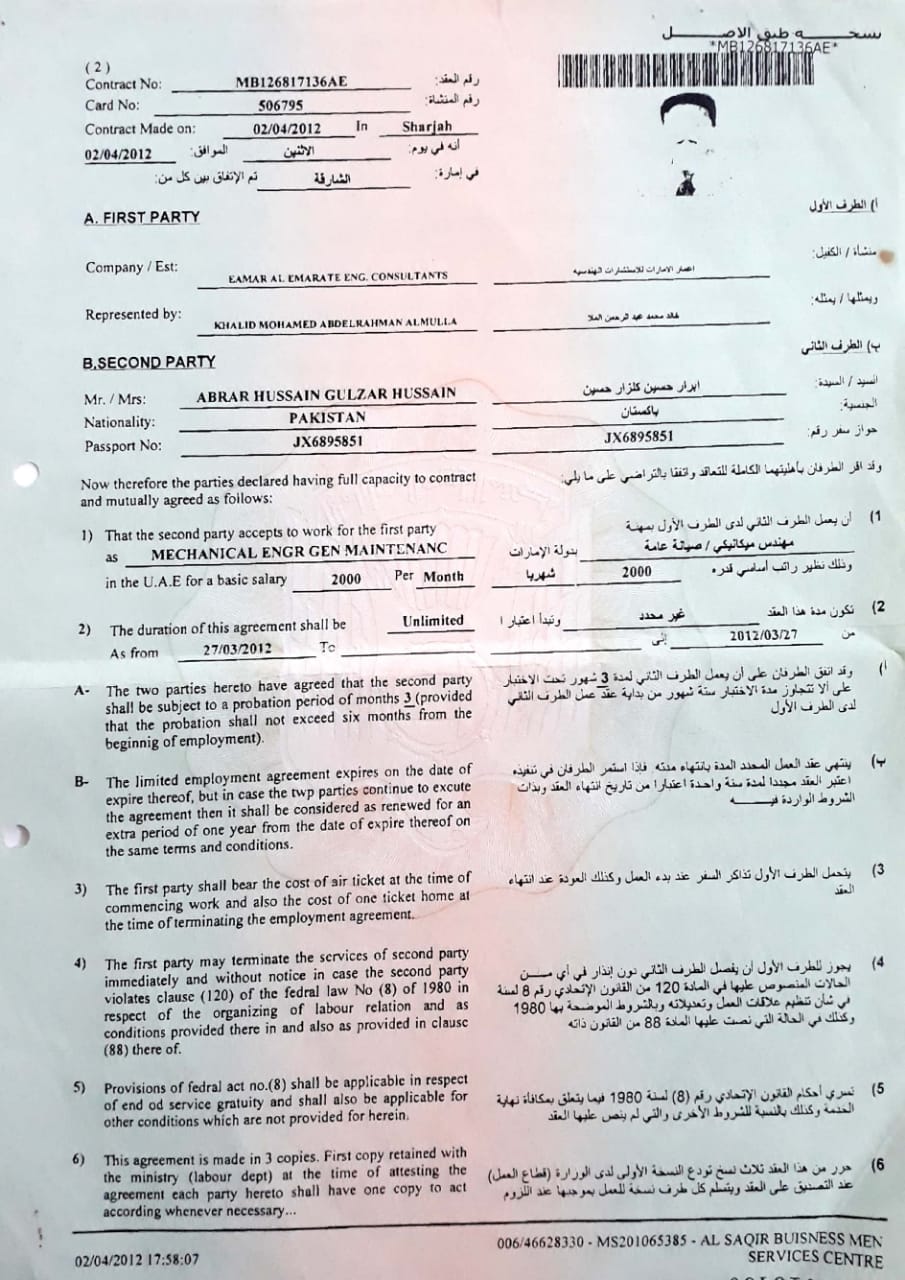 نسخــــة طبق الاصــــل
*MB126817136AE*
( 2 )
Contract No: MB126817136AE رقم العقد:
Card No: 506795 رقم المنشاة:
Contract Made on: 02/04/2012 In Sharjah
02/04/2012 الموافق: الاثنين أنه في يوم:
تم الإتفاق بين كل من: الشارقة في إمارة:
A. FIRST PARTY
أ) الطرف الأول
Company / Est: EAMAR AL EMARATE ENG. CONSULTANTS
اعمار الامارات للاستشارات الهندسيه منشأة / الكفيل:
Represented by: KHALID MOHAMED ABDELRAHMAN ALMULLA
خالد محمد عبد الرحمن الملا ويمثلها / يمثله:
B.SECOND PARTY
ب) الطرف الثاني
Mr. / Mrs: ABRAR HUSSAIN GULZAR HUSSAIN
ابرار حسين كلزار حسين السيد / السيدة:
Nationality: PAKISTAN
باكستان الجنسية:
Passport No: JX6895851
JX6895851 حواز سفر رقم:
Now therefore the parties declared having full capacity to contract
and mutually agreed as follows:
وقد اقر الطرفان بأهليتهما الكاملة للتعاقد واتفقا بالتراضي على ما يلي:
1) That the second party accepts to work for the first party
as MECHANICAL ENGR GEN MAINTENANC
in the U.A.E for a basic salary 2000 Per Month
1) أن يعمل الطرف الثاني لدى الطرف الأول بمهنة
مهندس ميكانيكي / صيانة عامة بدولة الإمارات
وذلك نظير راتب أساسي قدره 2000 شهريا
2) The duration of this agreement shall be Unlimited
As from 27/03/2012 To
2) تكون مدة هذا العقد غير محدد وتبدأ اعتبار ا
من 2012/03/27 إلى
A- The two parties hereto have agreed that the second party
shall be subject to a probation period of months 3 (provided
that the probation shall not exceed six months from the
beginnig of employment).
أ) وقد اتفق الطرفان على أن يعمل الطرف الثاني لمدة 3 شهور تحت الاختبار
على ألا تتجاوز مدة الاختبار ستة شهور من بداية عقد عمل الطرف الثاني
لدى الطرف الأول
B- The limited employment agreement expires on the date of
expire thereof, but in case the twp parties continue to excute
the agreement then it shall be considered as renewed for an
extra period of one year from the date of expire thereof on
the same terms and conditions.
ب) ينتهي عقد العمل المحدد المدة بانتهاء مدته. فإذا استمر الطرفان في تنفيذه
اعتبر العقد مجددا لمدة سنة واحدة اعتبارا من تاريخ انتهاء العقد وبذات
الشروط الواردة فيـــــه
3) The first party shall bear the cost of air ticket at the time of
commencing work and also the cost of one ticket home at
the time of terminating the employment agreement.
3) يتحمل الطرف الأول تذاكر السفر عند بدء العمل وكذلك العودة عند انتهاء
العقد
4) The first party may terminate the services of second party
immediately and without notice in case the second party
violates clause (120) of the federal law No (8) of 1980 in
respect of the organizing of labour relation and as
conditions provided there in and also as provided in clause
(88) there of.
4) يجوز للطرف الأول أن يفصل الطرف الثاني دون إنذار في أي مـــن
الحالات المنصوص عليها في المادة 120 من القانون الإتحادي رقم 8 لسنة
1980 في شأن تنظيم علاقات العمل وتعديلاته وبالشروط الموضحة بها
وكذلك في الحالة التي نصت عليها المادة 88 من القانون ذاته
5) Provisions of fedral act no.(8) shall be applicable in respect
of end od service gratuity and shall also be applicable for
other conditions which are not provided for herein.
5) تسري أحكام القانون الإتحادي رقم (8) لسنة 1980 فيما يتعلق بمكافأة نهاية
الخدمة وكذلك بالنسبة للشروط الأخرى والتي لم ينص عليها العقد
6) This agreement is made in 3 copies. First copy retained with
the ministry (labour dept) at the time of attesting the
agreement each party hereto shall have one copy to act
according whenever necessary...
6) حرر من هذا العقد ثلاث نسخ تودع النسخة الأولى لدى الوزارة (قطاع العمل)
عند التصديق على العقد ويتسلم كل طرف نسخة للعمل بموجبها عند اللزوم
02/04/2012 17:58:07
006/46628330 - MS201065385 - AL SAQIR BUISNESS MEN
SERVICES CENTRE